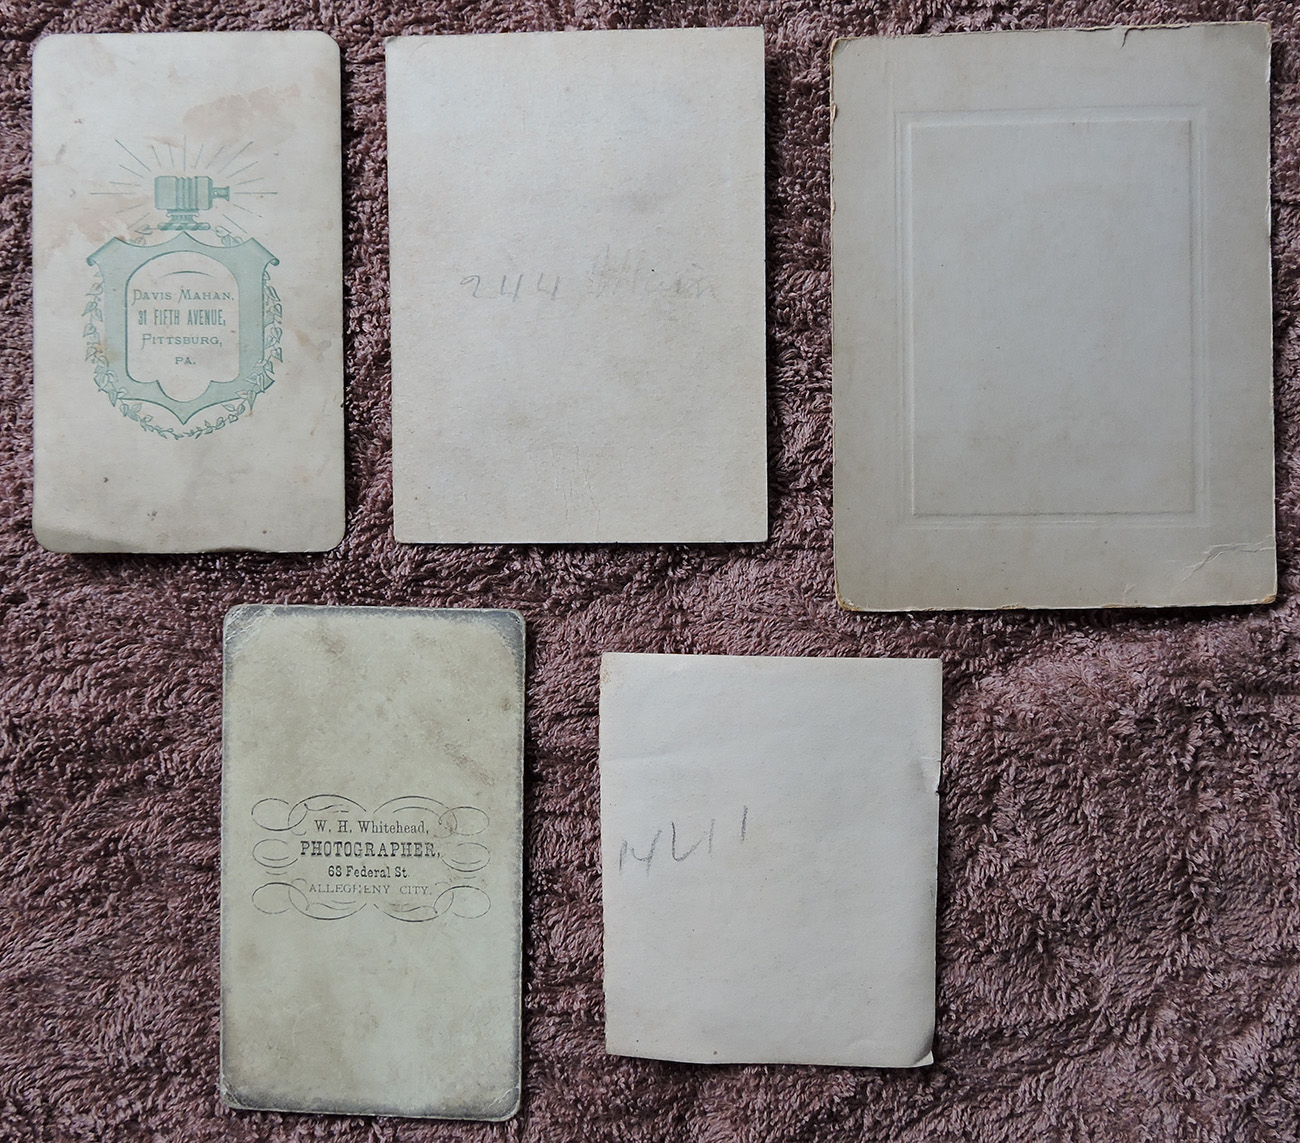 DAVIS MAHAN.
31 FIFTH AVENUE,
PITTSBURG,
PA.
244
W. H. Whitehead,
PHOTOGRAPHER,
68 Federal St.
ALLEGHENY CITY.